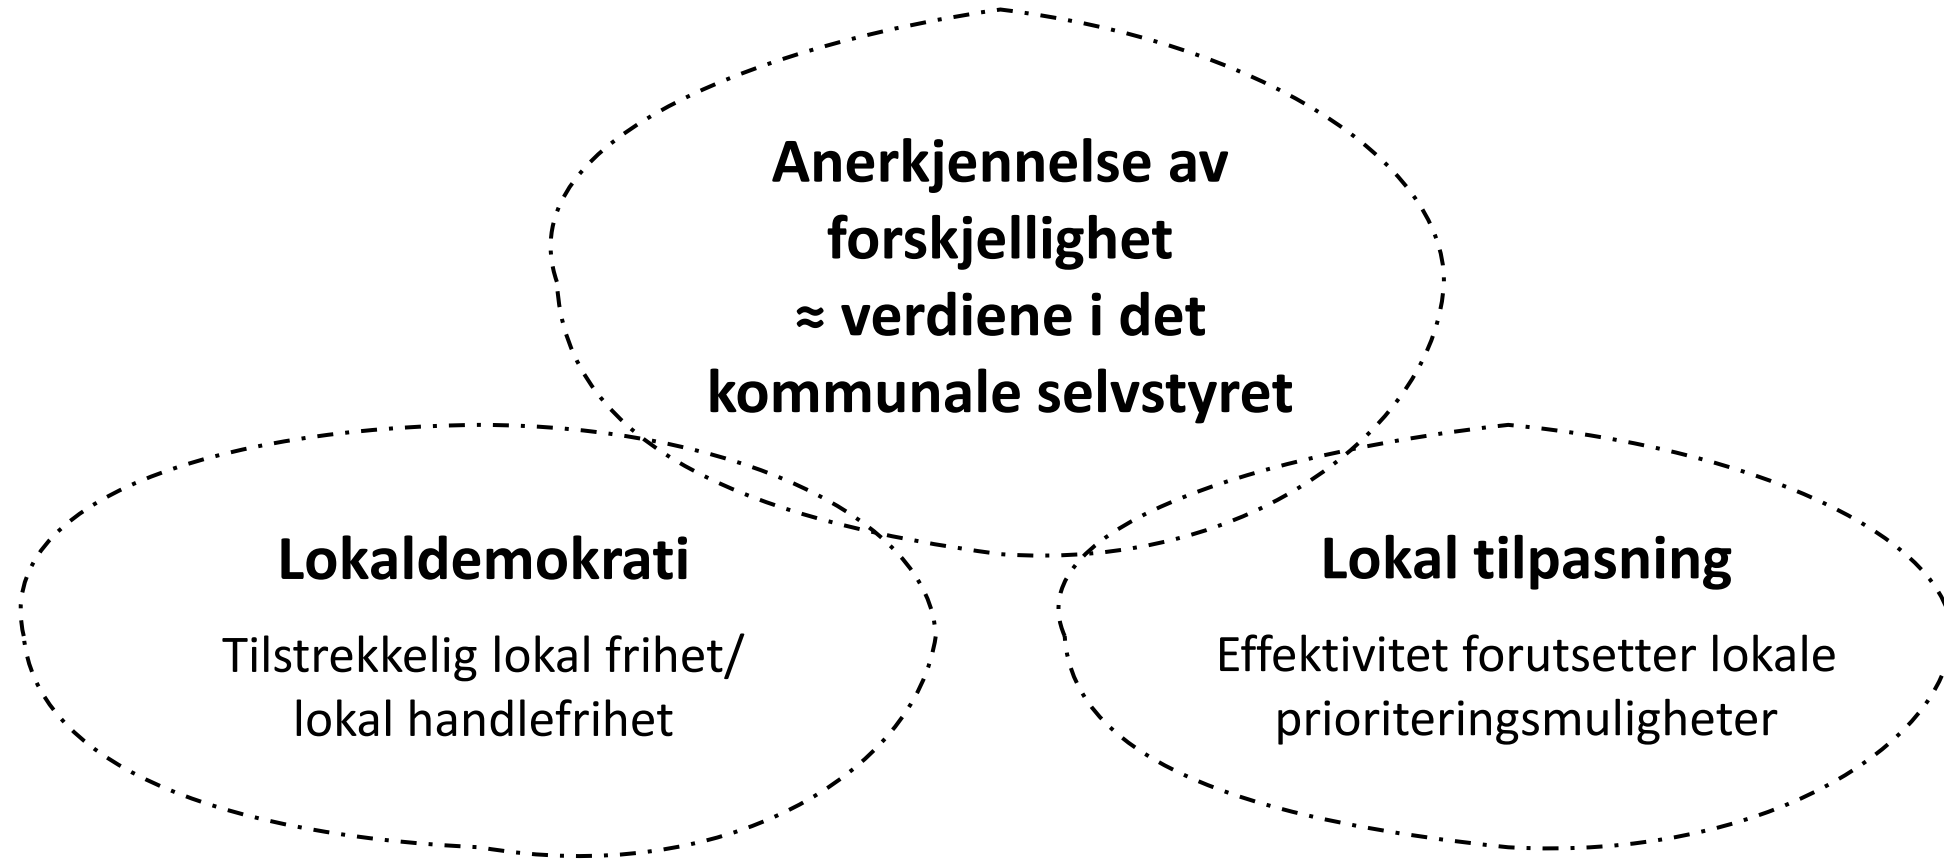 Anerkjennelse av
forskjellighet
≈ verdiene i det
kommunale selvstyret
Lokaldemokrati
Tilstrekkelig lokal frihet/
lokal handlefrihet
Lokal tilpasning
Effektivitet forutsetter lokale
prioriteringsmuligheter